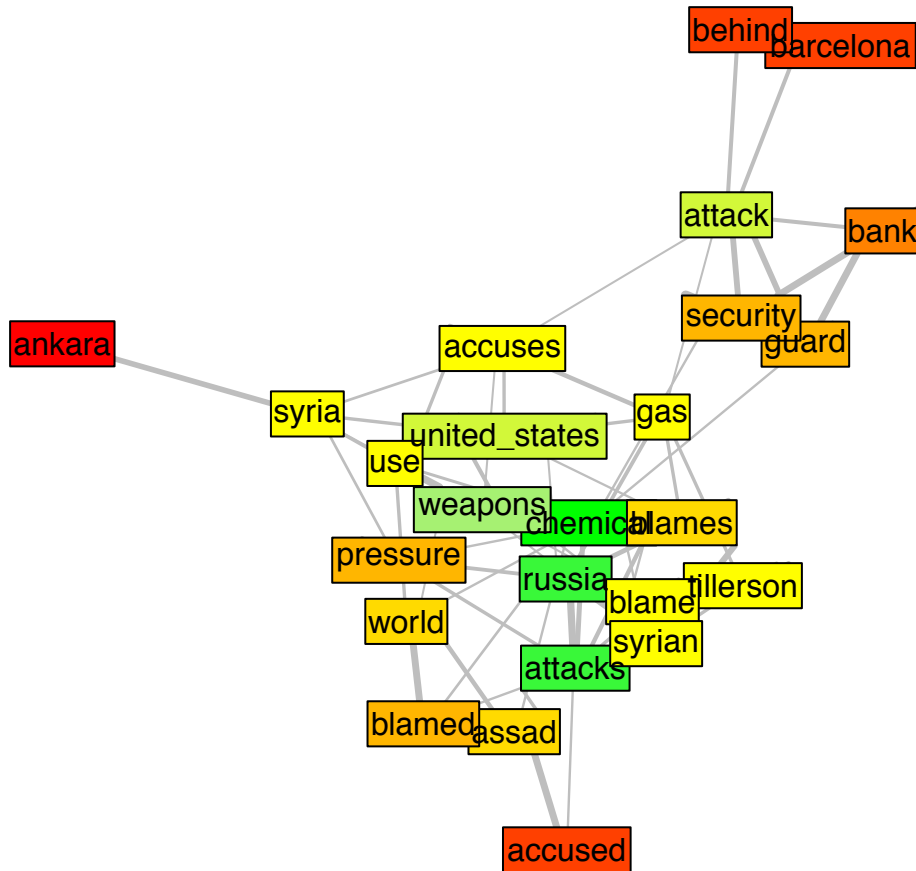 behind
barcelona
attack
bank
security
guard
ankara
accuses
syria
gas
united_states
use
weapons
chemical
blames
pressure
russia
tillerson
blame
world
syrian
attacks
blamed
assad
accused